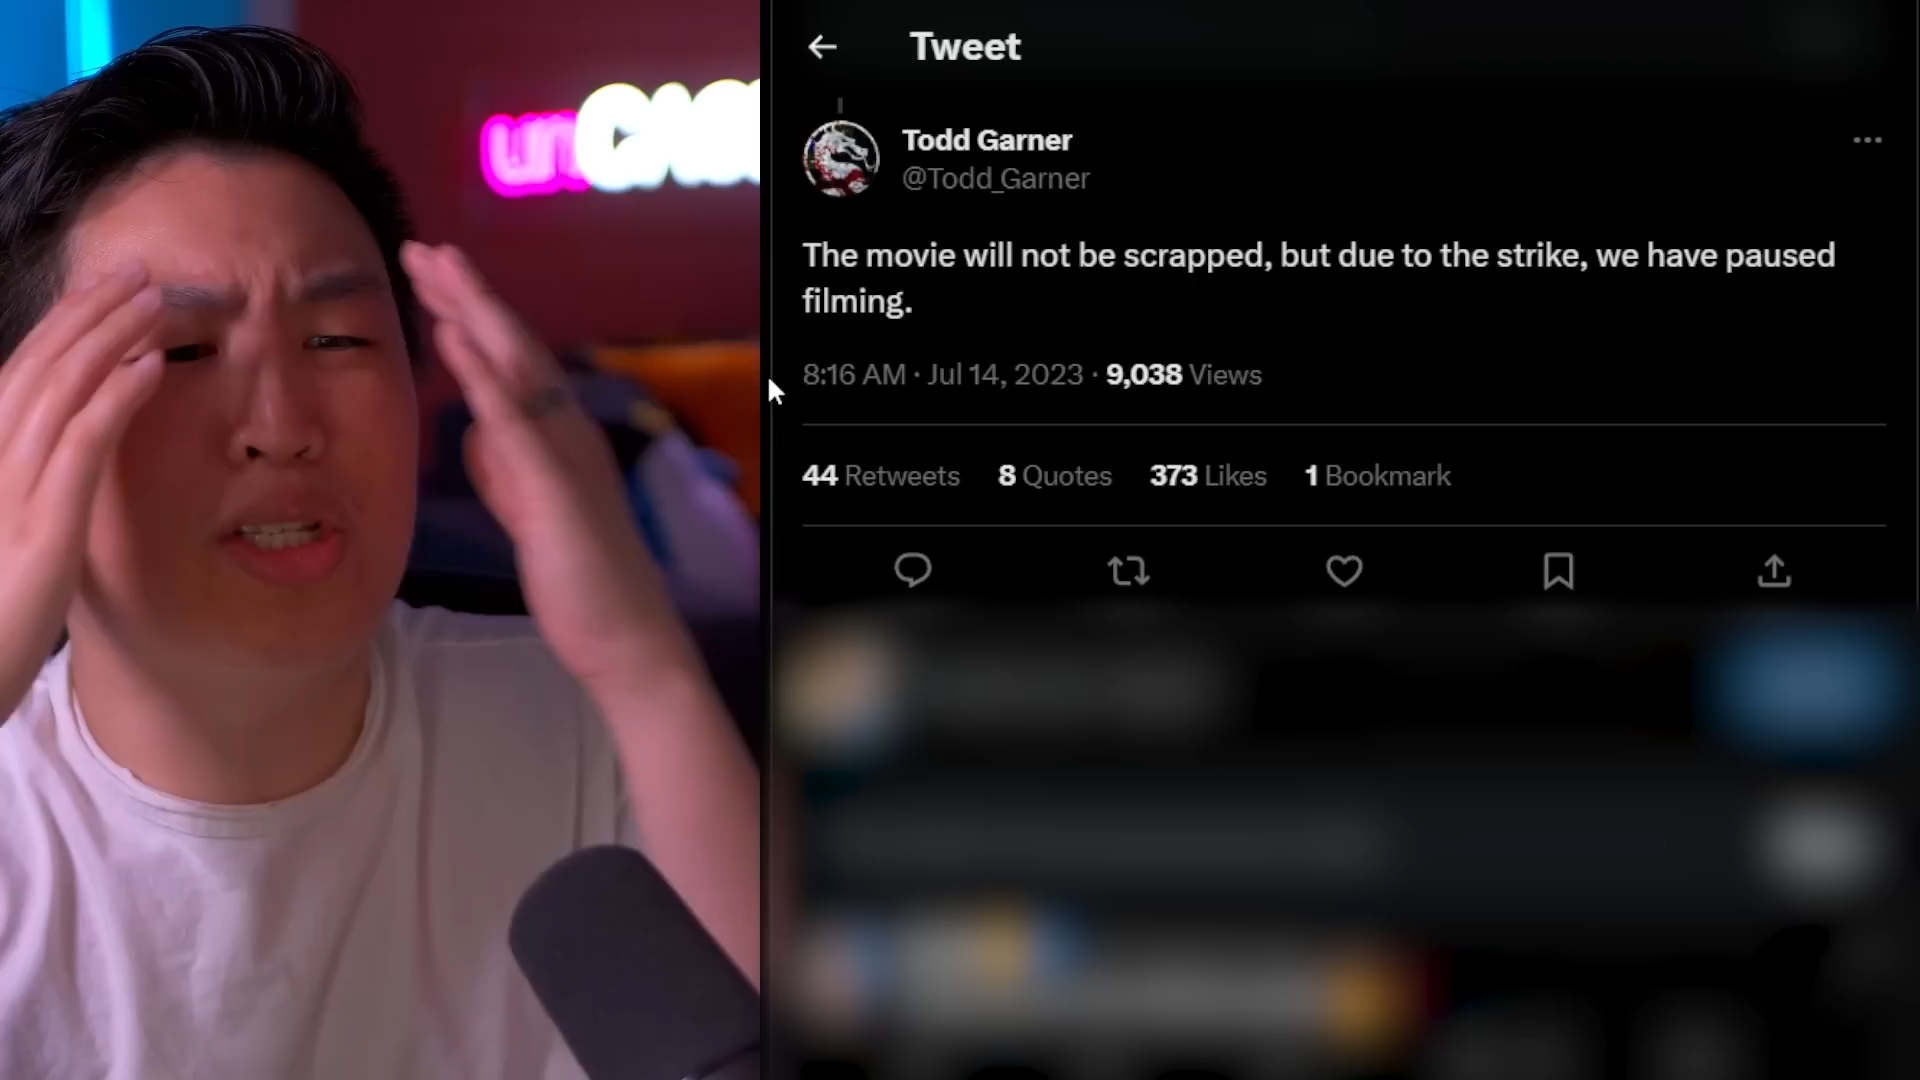 un
Tweet
Todd Garner
@Todd_Garner
The movie will not be scrapped, but due to the strike, we have paused
filming.
8:16 AM · Jul 14, 2023 · 9,038 Views
44 Retweets 8 Quotes 373 Likes 1 Bookmark